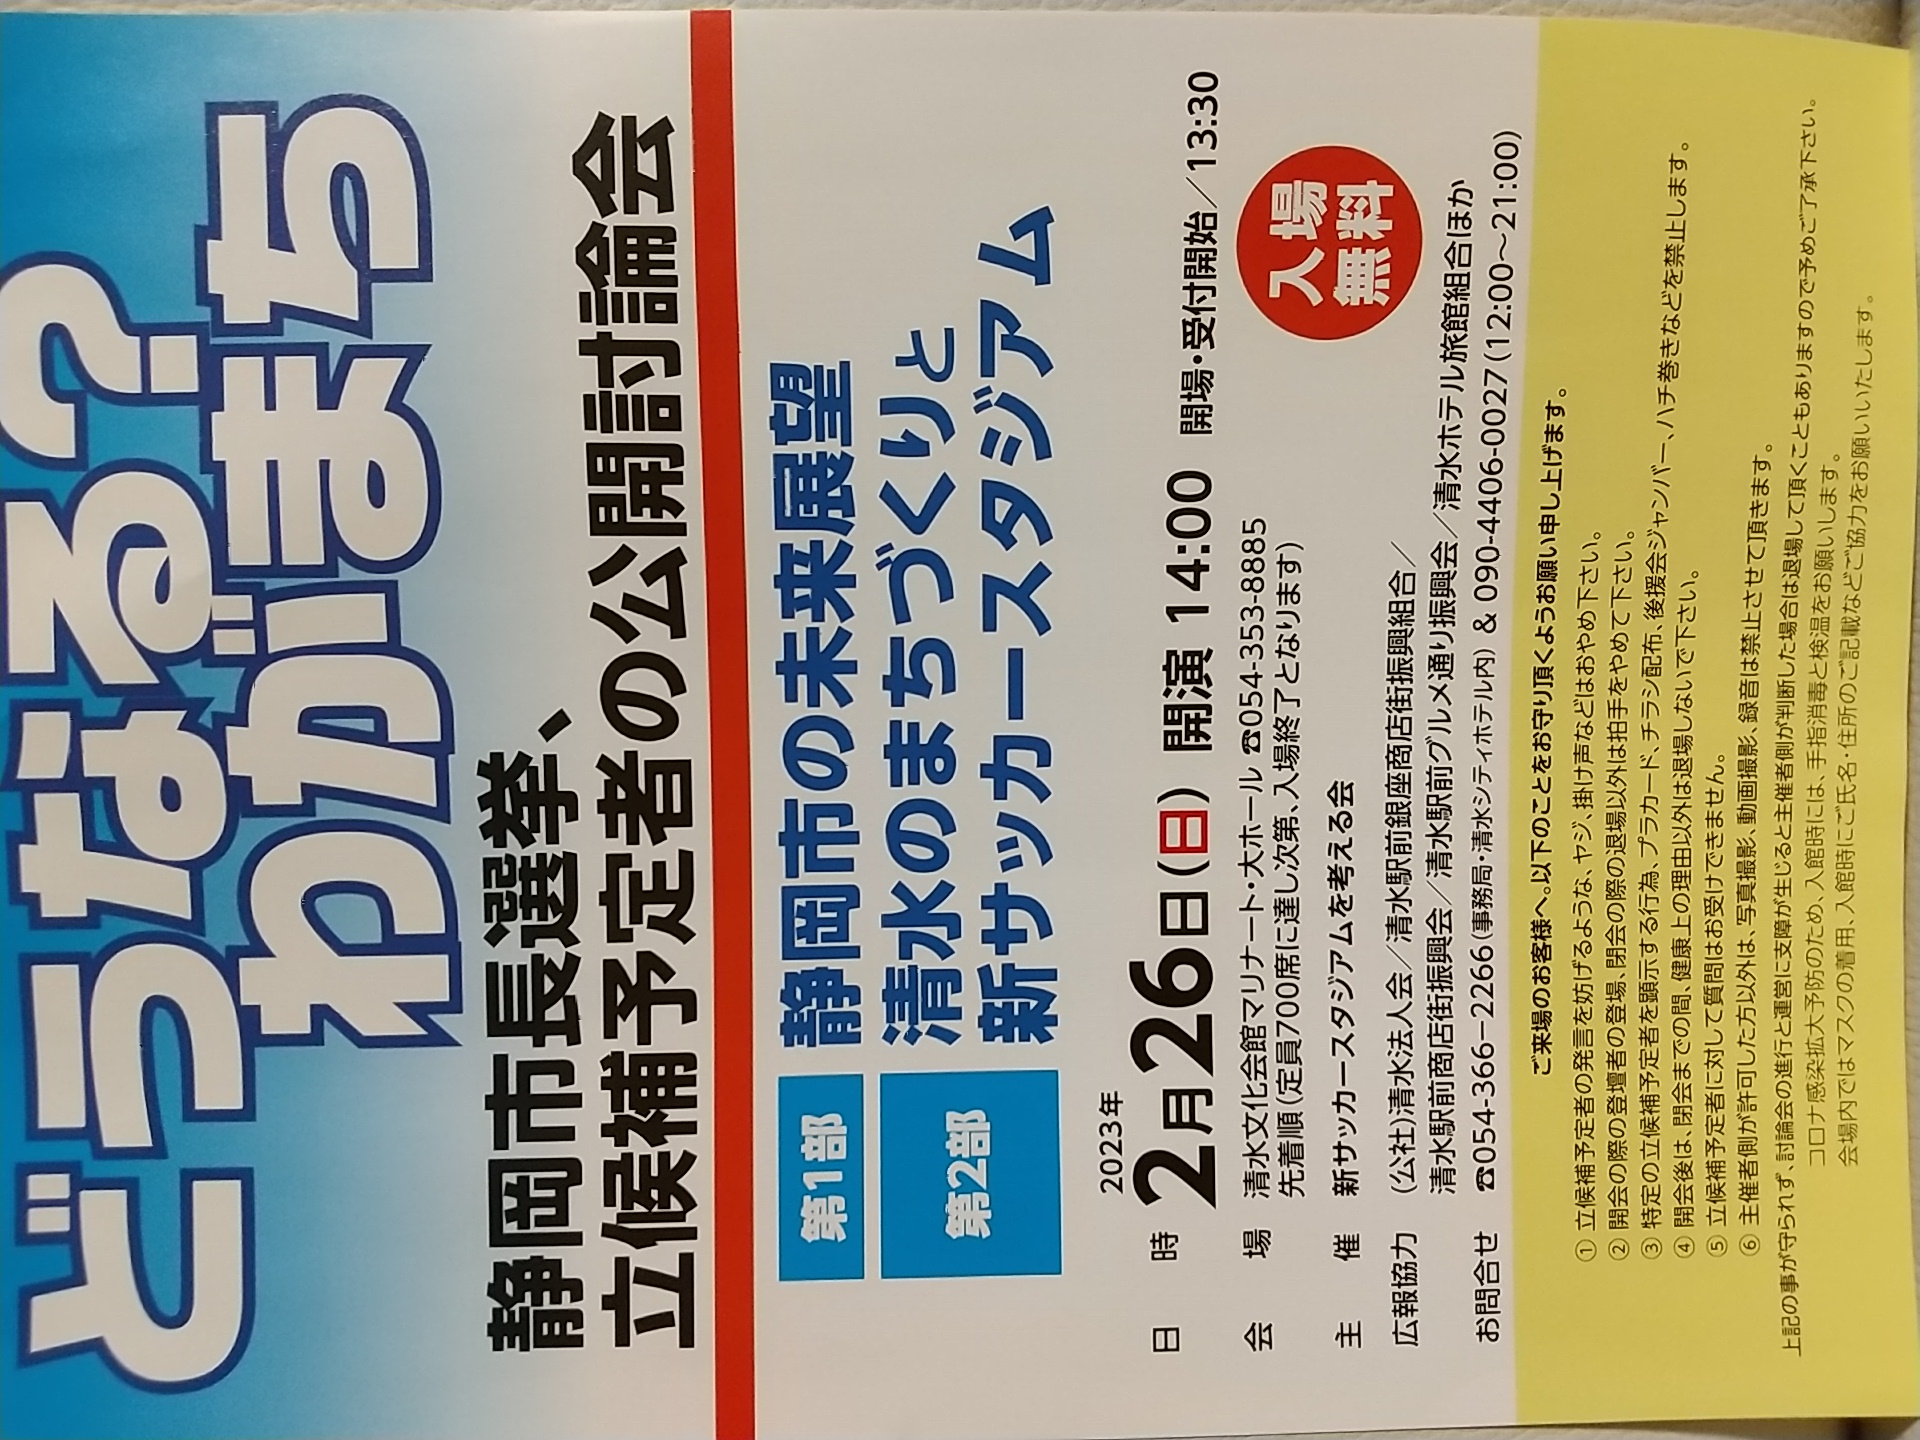 どうなる？
わがまち
静岡市長選挙、
立候補予定者の公開討論会
第1部 静岡市の未来展望
第2部 清水のまちづくりと
新サッカースタジアム
2023年
日時 2月26日(日) 開演 14:00 開場・受付開始／13:30
会場 清水文化会館マリナート・大ホール ☎054-353-8885
先着順(定員700席に達し次第、入場終了となります)
入場
無料
主催 新サッカースタジアムを考える会
広報協力 (公社)清水法人会／清水駅前銀座商店街振興組合／
清水駅前商店街振興会／清水駅前グルメ通り振興会／清水ホテル旅館組合ほか
お問合せ ☎054-366-2266(事務局・清水シティホテル内) & 090-4406-0027(12:00～21:00)
ご来場のお客様へ。以下のことをお守り頂くようお願い申し上げます。
① 立候補予定者の発言を妨げるような、ヤジ、掛け声などはおやめ下さい。
② 開会の際の登壇者の登場、閉会の際の退場以外は拍手をやめて下さい。
③ 特定の立候補予定者を顕示する行為、プラカード、チラシ配布、後援会ジャンバー、ハチ巻きなどを禁止します。
④ 開会後は、閉会までの間、健康上の理由以外は退場しないで下さい。
⑤ 立候補予定者に対して質問はお受けできません。
⑥ 主催者側が許可した方以外は、写真撮影、動画撮影、録音は禁止させて頂きます。
上記の事が守られず、討論会の進行と運営に支障が生じると主催者側が判断した場合は退場して頂くこともありますので予めご了承下さい。
コロナ感染拡大予防のため、入館時には、手指消毒と検温をお願いします。
会場内ではマスクの着用、入館時にご氏名・住所のご記載などご協力をお願いいたします。